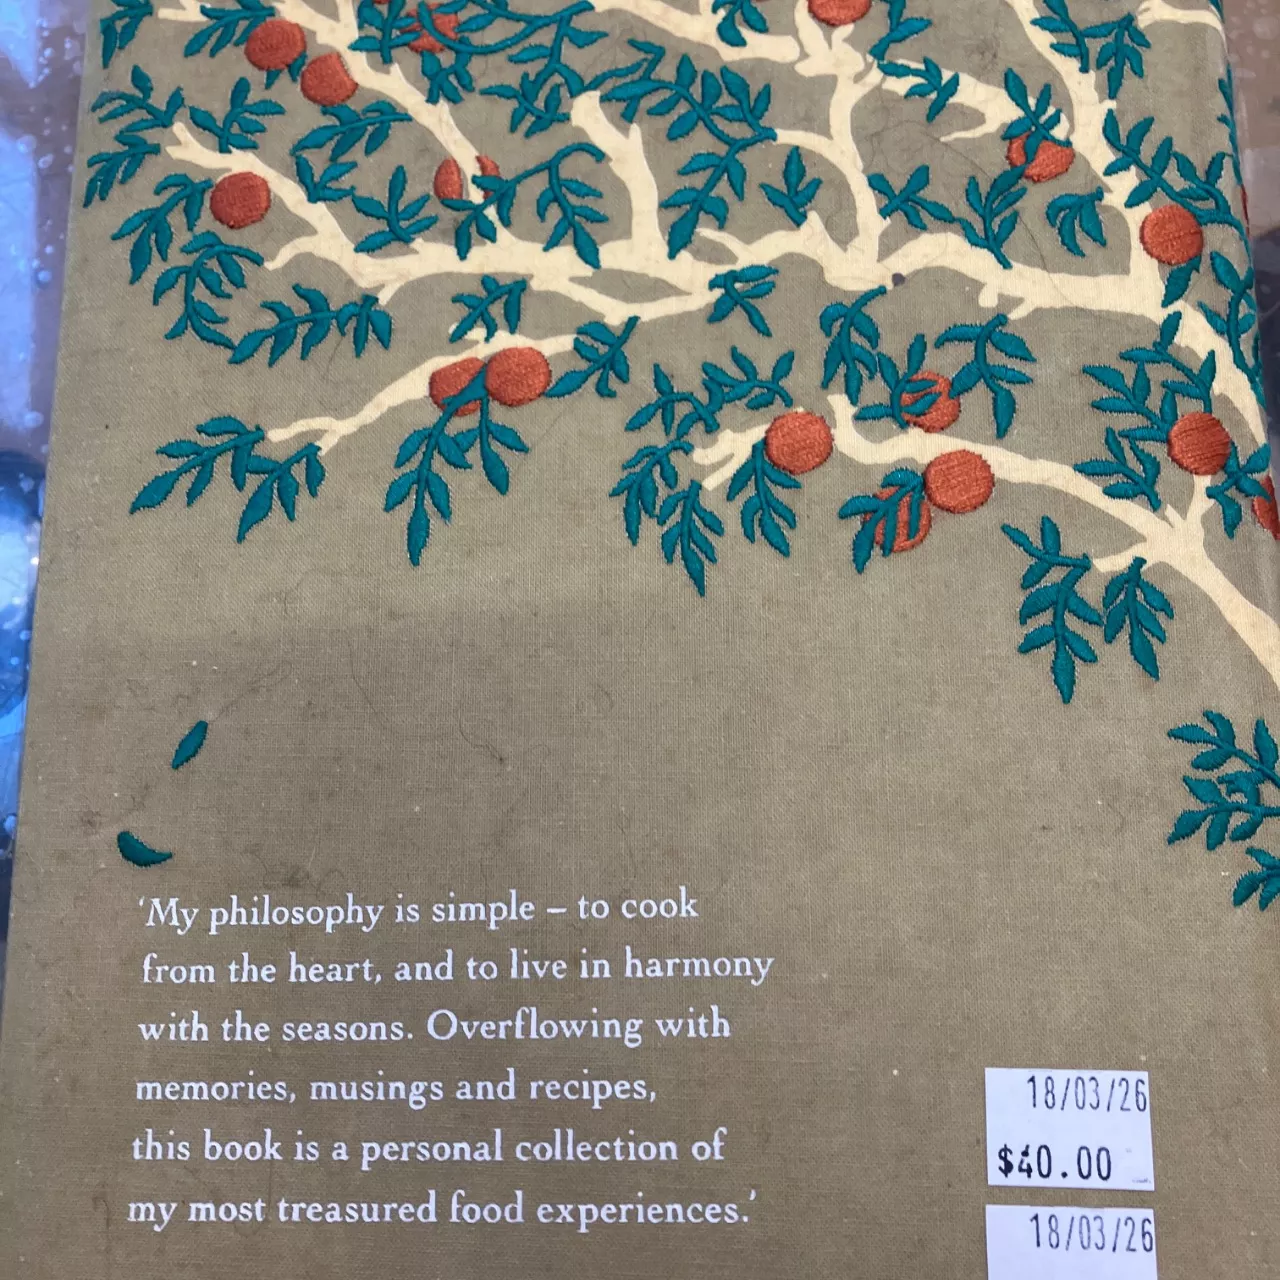 ‘My philosophy is simple – to cook
from the heart, and to live in harmony
with the seasons. Overflowing with
memories, musings and recipes,
this book is a personal collection of
my most treasured food experiences.’
18/03/26
$40.00
18/03/26